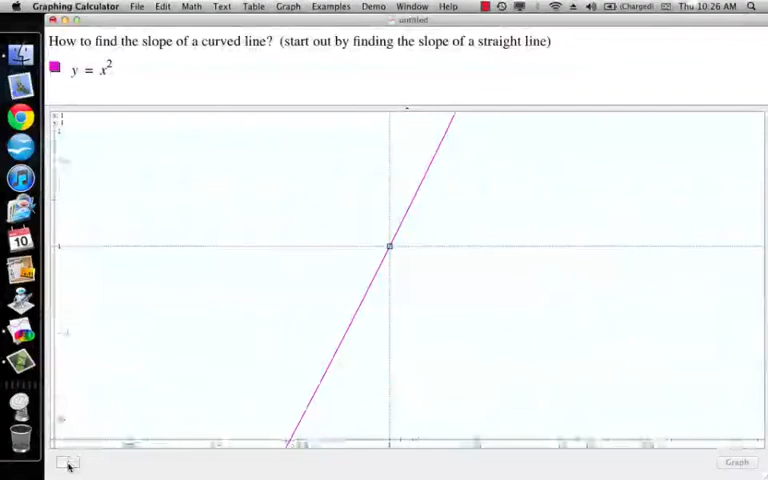 Graphing Calculator File Edit Math Text Table Graph Examples Demo Window Help (Charged) Thu 10:26 AM
untitled
How to find the slope of a curved line? (start out by finding the slope of a straight line)
y = x²
10
Graph